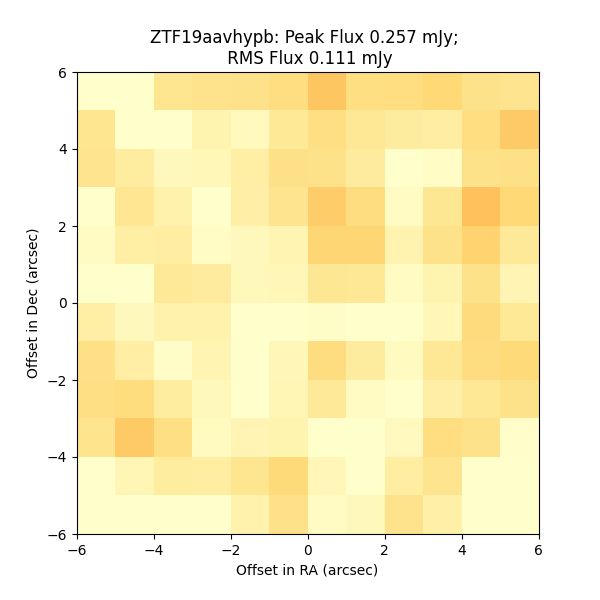 ZTF19aavhypb: Peak Flux 0.257 mJy;
RMS Flux 0.111 mJy
6
4
2
0
−2
−4
−6
Offset in Dec (arcsec)
−6 −4 −2 0 2 4 6
Offset in RA (arcsec)